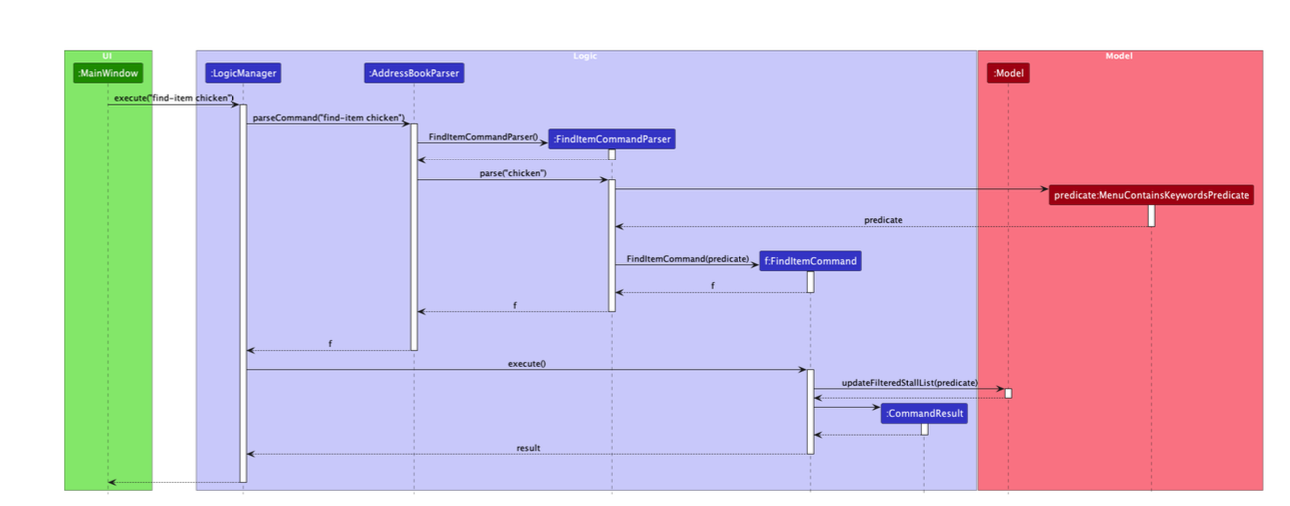 UI
Logic
Model
:MainWindow
:LogicManager
:AddressBookParser
:Model
execute("find-item chicken")
parseCommand("find-item chicken")
FindItemCommandParser()
:FindItemCommandParser
parse("chicken")
predicate:MenuContainsKeywordsPredicate
predicate
FindItemCommand(predicate)
f:FindItemCommand
f
f
f
execute()
updateFilteredStallList(predicate)
:CommandResult
result